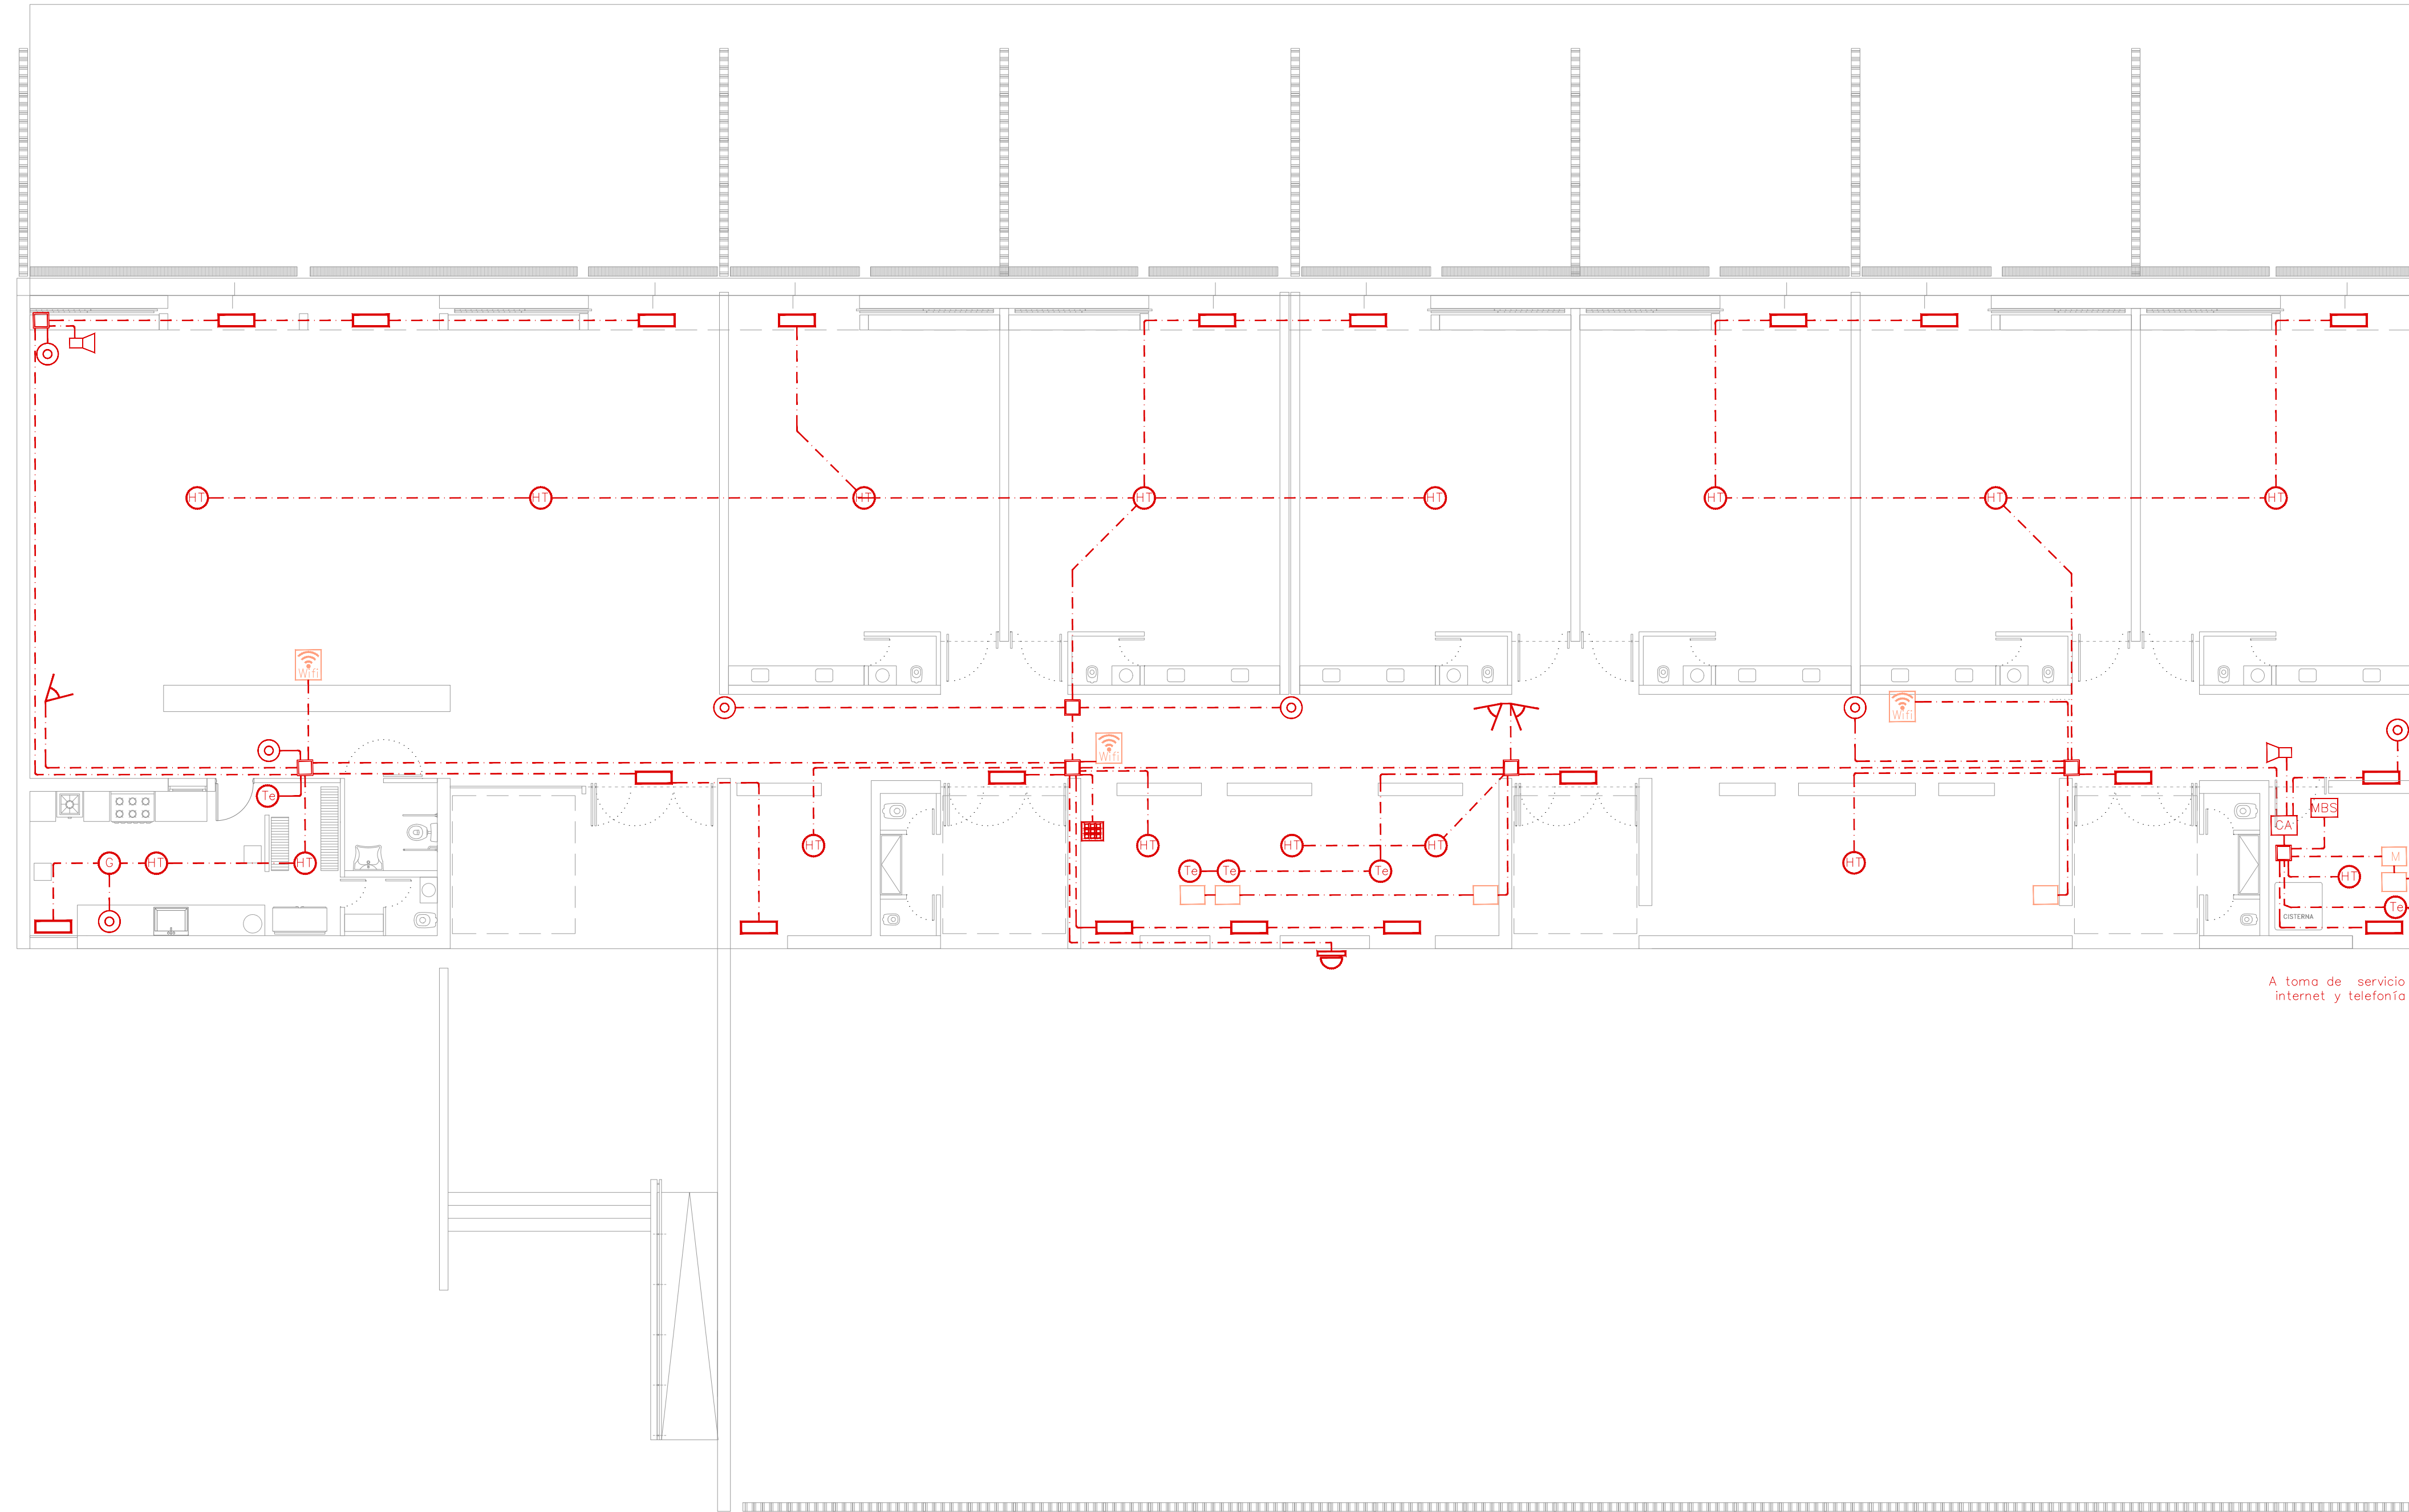 HT
HT
HT
HT
HT
HT
HT
HT
Wifi
Wifi
Wifi
Te
G
HT
HT
HT
HT
HT
HT
Te
Te
Te
HT
MBS
CA
M
HT
Te
CISTERNA
A toma de servicio
internet y telefonía